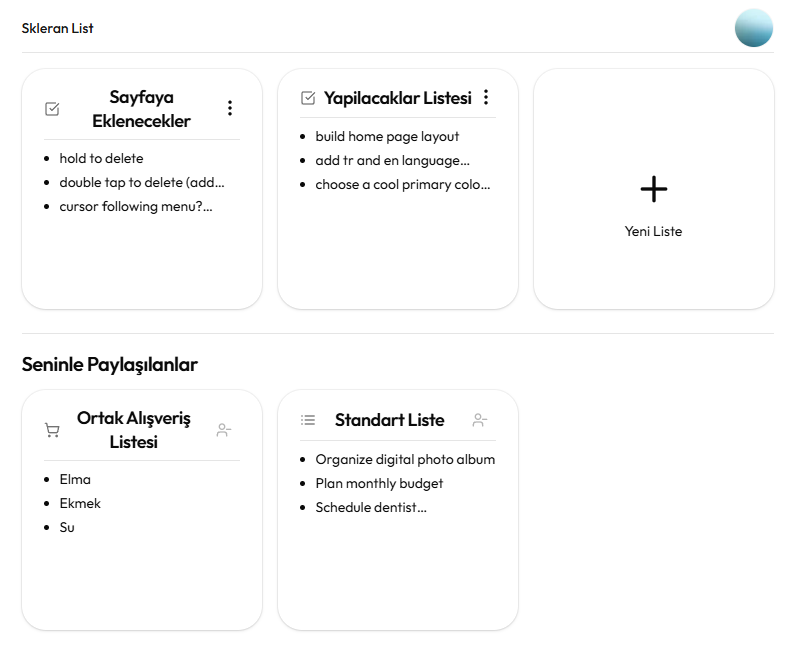 Skleran List
Sayfaya
Eklenecekler
hold to delete
double tap to delete (add...
cursor following menu?...
Yapilacaklar Listesi
build home page layout
add tr and en language...
choose a cool primary colo...
Yeni Liste
Seninle Paylaşılanlar
Ortak Alışveriş
Listesi
Elma
Ekmek
Su
Standart Liste
Organize digital photo album
Plan monthly budget
Schedule dentist...